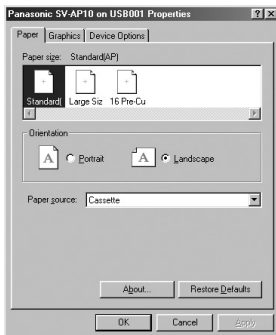 Panasonic SV-AP10 on USB001 Properties
Paper Graphics Device Options
Paper size: Standard(AP)
Standard( Large Siz 16 Pre-Cu
Orientation
A Portrait A Landscape
Paper source: Cassette
About... Restore Defaults
OK Cancel Apply